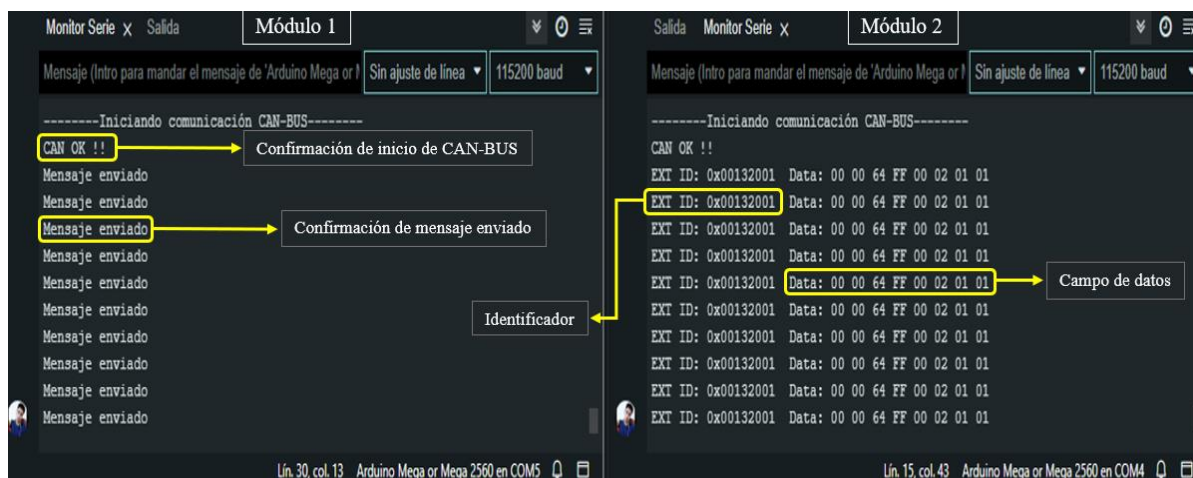 Monitor Serie X Salida
Módulo 1
Mensaje (Intro para mandar el mensaje de 'Arduino Mega or M
Sin ajuste de línea
115200 baud
--------Iniciando comunicación CAN-BUS--------
CAN OK !!
Confirmación de inicio de CAN-BUS
Mensaje enviado
Mensaje enviado
Mensaje enviado
Confirmación de mensaje enviado
Mensaje enviado
Mensaje enviado
Mensaje enviado
Mensaje enviado
Mensaje enviado
Mensaje enviado
Mensaje enviado
Identificador
Lín. 30, col. 13 Arduino Mega or Mega 2560 en COM5
Salida Monitor Serie X
Módulo 2
Mensaje (Intro para mandar el mensaje de 'Arduino Mega or M
Sin ajuste de línea
115200 baud
--------Iniciando comunicación CAN-BUS--------
CAN OK !!
EXT ID: 0x00132001 Data: 00 00 64 FF 00 02 01 01
EXT ID: 0x00132001 Data: 00 00 64 FF 00 02 01 01
EXT ID: 0x00132001 Data: 00 00 64 FF 00 02 01 01
EXT ID: 0x00132001 Data: 00 00 64 FF 00 02 01 01
EXT ID: 0x00132001 Data: 00 00 64 FF 00 02 01 01
Campo de datos
EXT ID: 0x00132001 Data: 00 00 64 FF 00 02 01 01
EXT ID: 0x00132001 Data: 00 00 64 FF 00 02 01 01
EXT ID: 0x00132001 Data: 00 00 64 FF 00 02 01 01
EXT ID: 0x00132001 Data: 00 00 64 FF 00 02 01 01
EXT ID: 0x00132001 Data: 00 00 64 FF 00 02 01 01
Lín. 15, col. 43 Arduino Mega or Mega 2560 en COM4